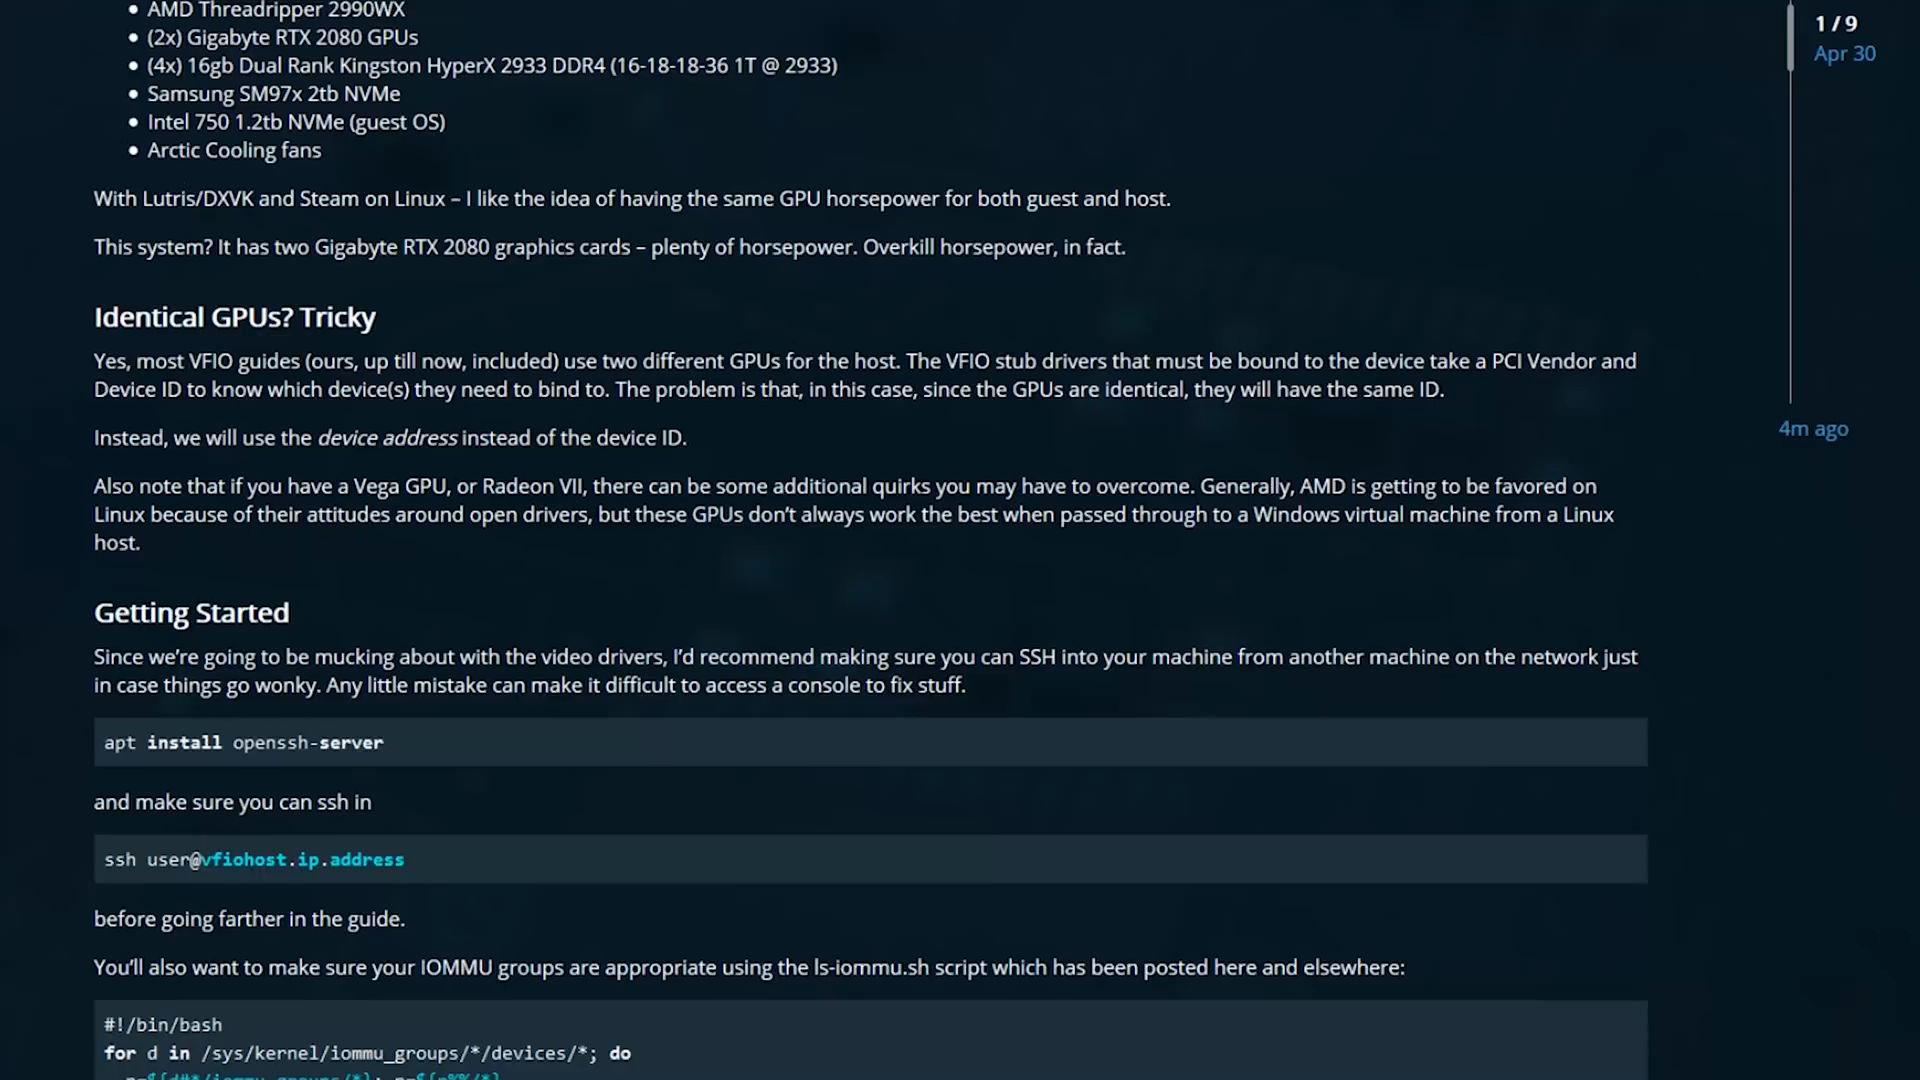 AMD Threadripper 2990WX
(2x) Gigabyte RTX 2080 GPUs
(4x) 16gb Dual Rank Kingston HyperX 2933 DDR4 (16-18-18-36 1T @ 2933)
Samsung SM97x 2tb NVMe
Intel 750 1.2tb NVMe (guest OS)
Arctic Cooling fans
With Lutris/DXVK and Steam on Linux – I like the idea of having the same GPU horsepower for both guest and host.
This system? It has two Gigabyte RTX 2080 graphics cards – plenty of horsepower. Overkill horsepower, in fact.
Identical GPUs? Tricky
Yes, most VFIO guides (ours, up till now, included) use two different GPUs for the host. The VFIO stub drivers that must be bound to the device take a PCI Vendor and
Device ID to know which device(s) they need to bind to. The problem is that, in this case, since the GPUs are identical, they will have the same ID.
Instead, we will use the device address instead of the device ID.
Also note that if you have a Vega GPU, or Radeon VII, there can be some additional quirks you may have to overcome. Generally, AMD is getting to be favored on
Linux because of their attitudes around open drivers, but these GPUs don't always work the best when passed through to a Windows virtual machine from a Linux
host.
Getting Started
Since we're going to be mucking about with the video drivers, I'd recommend making sure you can SSH into your machine from another machine on the network just
in case things go wonky. Any little mistake can make it difficult to access a console to fix stuff.
apt install openssh-server
and make sure you can ssh in
ssh user@vfiohost.ip.address
before going farther in the guide.
You'll also want to make sure your IOMMU groups are appropriate using the ls-iommu.sh script which has been posted here and elsewhere:
#!/bin/bash
for d in /sys/kernel/iommu_groups/*/devices/*; do
1 / 9
Apr 30
4m ago